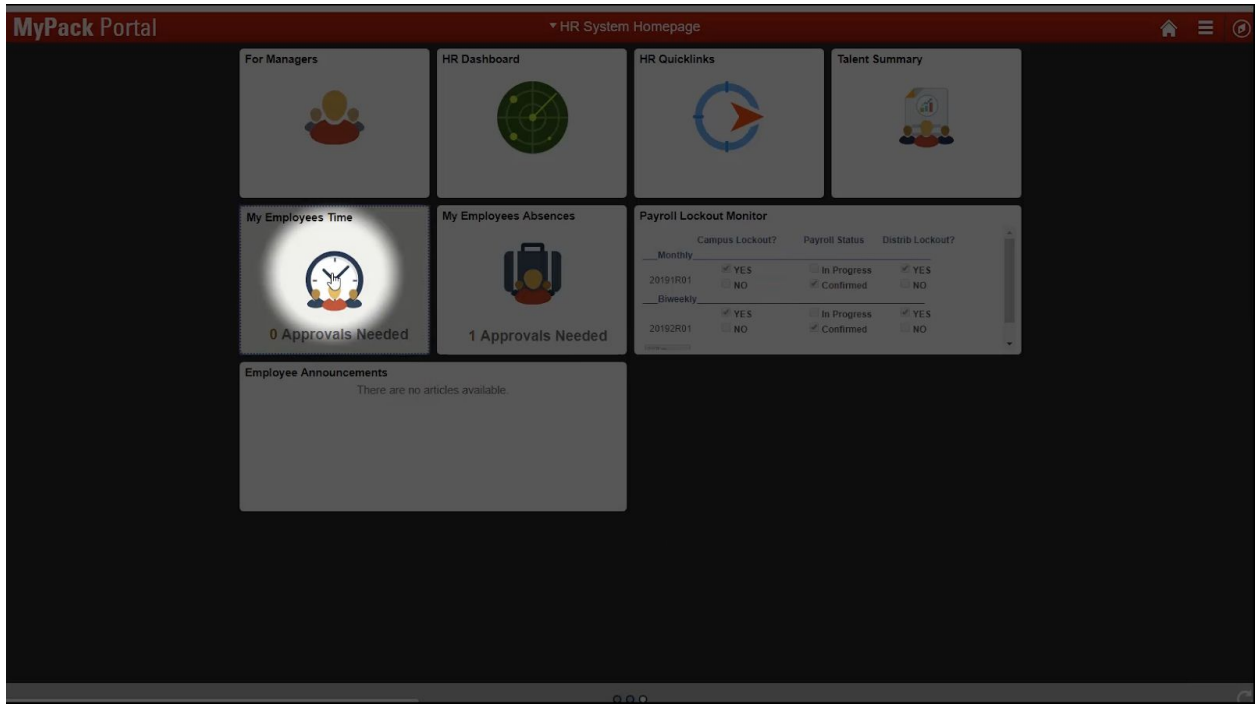 MyPack Portal
HR System Homepage
For Managers
HR Dashboard
HR Quicklinks
Talent Summary
My Employees Time
0 Approvals Needed
My Employees Absences
1 Approvals Needed
Payroll Lockout Monitor
Campus Lockout? Payroll Status Distrib Lockout?
__Monthly
YES In Progress YES
20191R01 NO Confirmed NO
__Biweekly
YES In Progress YES
20192R01 NO Confirmed NO
Employee Announcements
There are no articles available